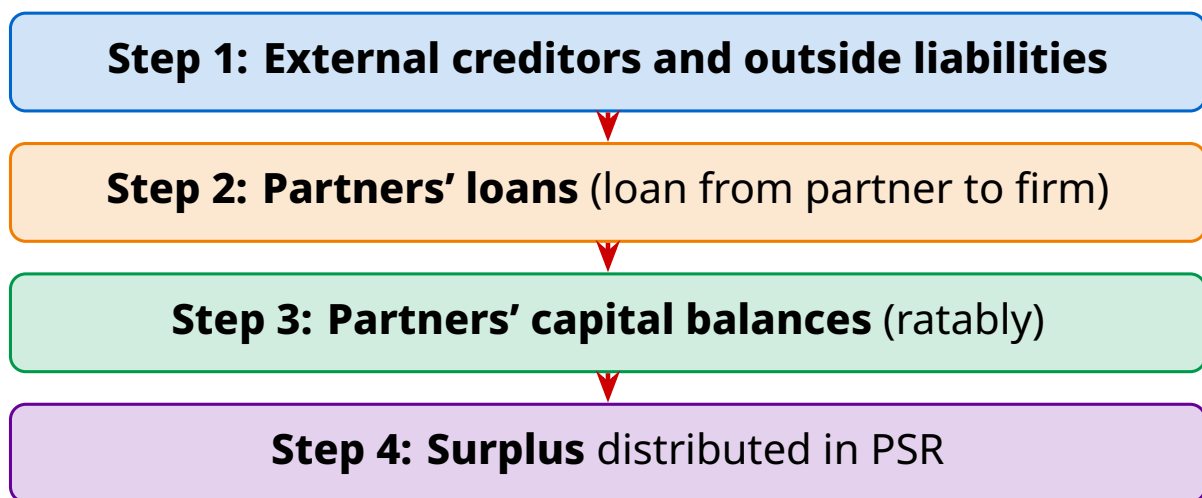 Step 1: External creditors and outside liabilities
Step 2: Partners’ loans (loan from partner to firm)
Step 3: Partners’ capital balances (ratably)
Step 4: Surplus distributed in PSR